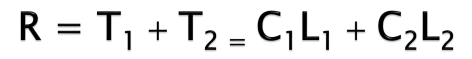 R = T₁ + T₂ = C₁L₁ + C₂L₂